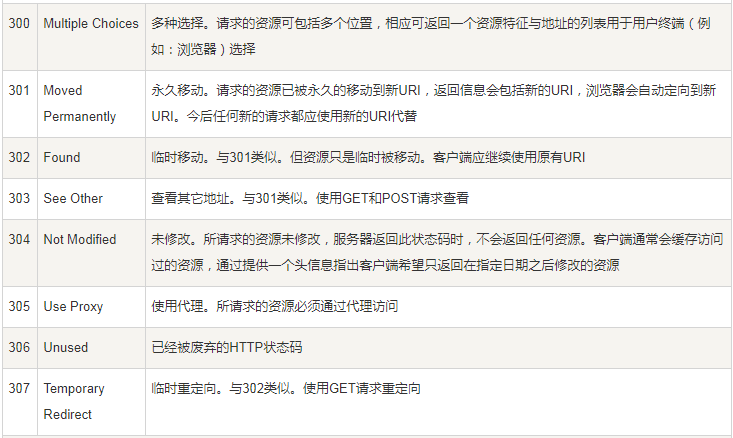 300 Multiple Choices 多种选择。请求的资源可包括多个位置，相应可返回一个资源特征与地址的列表用于用户终端（例
如：浏览器）选择
301 Moved 永久移动。请求的资源已被永久的移动到新URI，返回信息会包括新的URI，浏览器会自动定向到新
Permanently URI。今后任何新的请求都应使用新的URI代替
302 Found 临时移动。与301类似。但资源只是临时被移动。客户端应继续使用原有URI
303 See Other 查看其它地址。与301类似。使用GET和POST请求查看
304 Not Modified 未修改。所请求的资源未修改，服务器返回此状态码时，不会返回任何资源。客户端通常会缓存访问
过的资源，通过提供一个头信息指出客户端希望只返回在指定日期之后修改的资源
305 Use Proxy 使用代理。所请求的资源必须通过代理访问
306 Unused 已经被废弃的HTTP状态码
307 Temporary 临时重定向。与302类似。使用GET请求重定向
Redirect